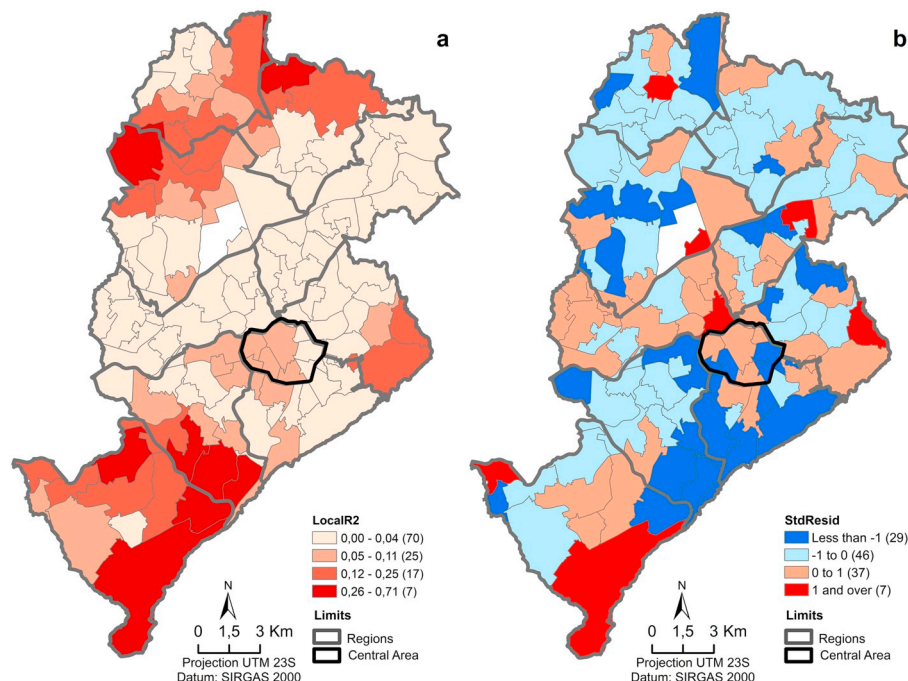 a
LocalR2
0,00 - 0,04 (70)
0,05 - 0,11 (25)
0,12 - 0,25 (17)
0,26 - 0,71 (7)
Limits
Regions
Central Area
N
0 1,5 3 Km
Projection UTM 23S
Datum: SIRGAS 2000
b
StdResid
Less than -1 (29)
-1 to 0 (46)
0 to 1 (37)
1 and over (7)
Limits
Regions
Central Area
N
0 1,5 3 Km
Projection UTM 23S
Datum: SIRGAS 2000